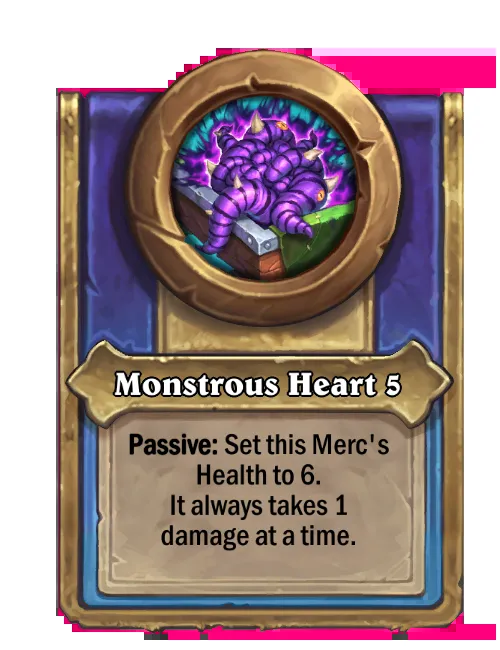 Monstrous Heart 5
Passive: Set this Merc's
Health to 6.
It always takes 1
damage at a time.